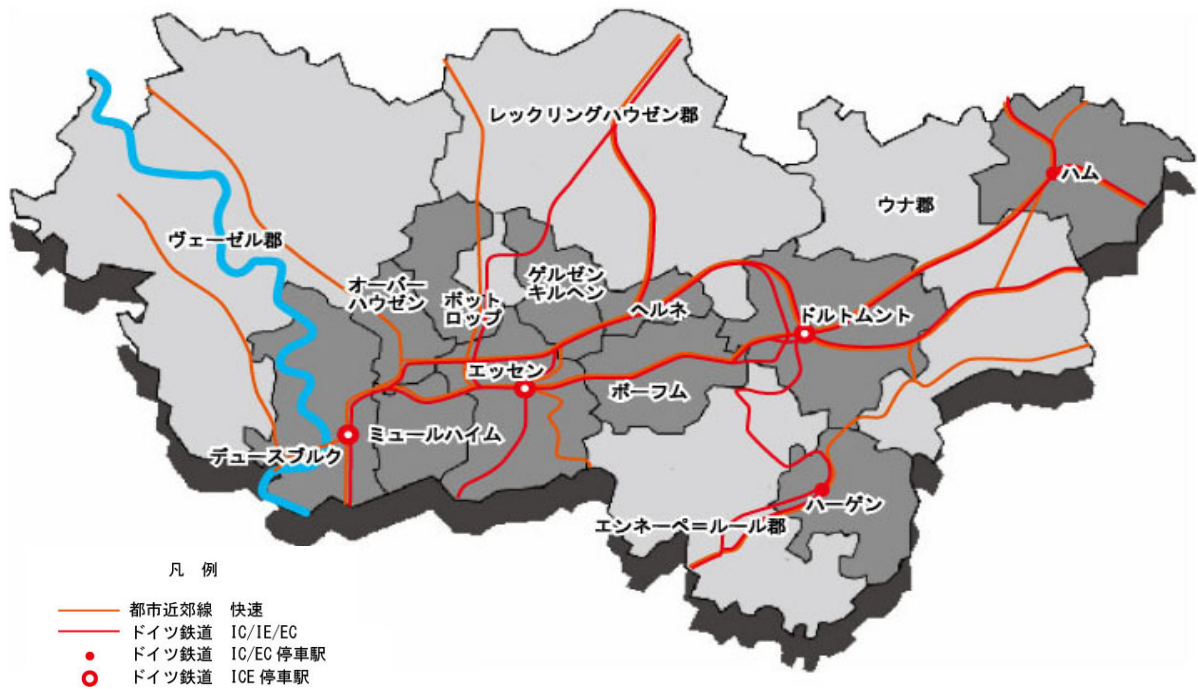 レックリングハウゼン郡
ハム
ウナ郡
ヴェーゼル郡
オーバー
ハウゼン
ボット
ロップ
ゲルゼン
キルヘン
ヘルネ
ドルトムント
エッセン
ボーフム
ミュールハイム
デュースブルク
ハーゲン
エンネーペ=ルール郡
凡 例
都市近郊線 快速
ドイツ鉄道 IC/IE/EC
ドイツ鉄道 IC/EC 停車駅
ドイツ鉄道 ICE 停車駅